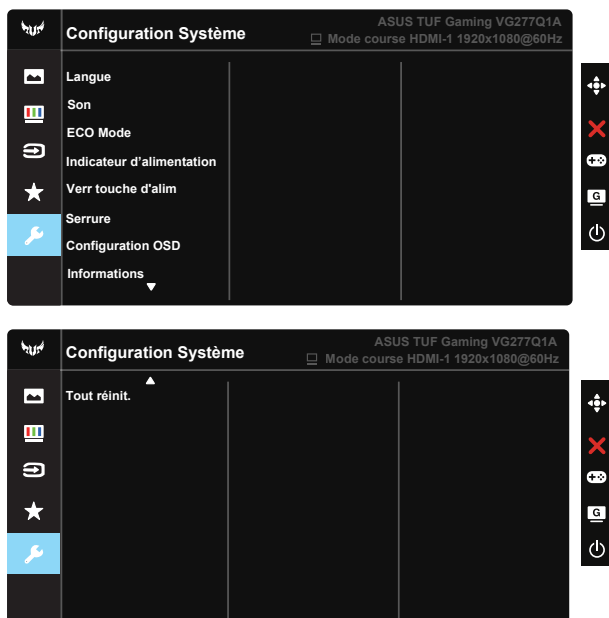 ASUS TUF Gaming VG277Q1A
Configuration Système
Mode course HDMI-1 1920x1080@60Hz
Langue
Son
ECO Mode
Indicateur d’alimentation
Verr touche d'alim
Serrure
Configuration OSD
Informations
G
ASUS TUF Gaming VG277Q1A
Configuration Système
Mode course HDMI-1 1920x1080@60Hz
Tout réinit.
G